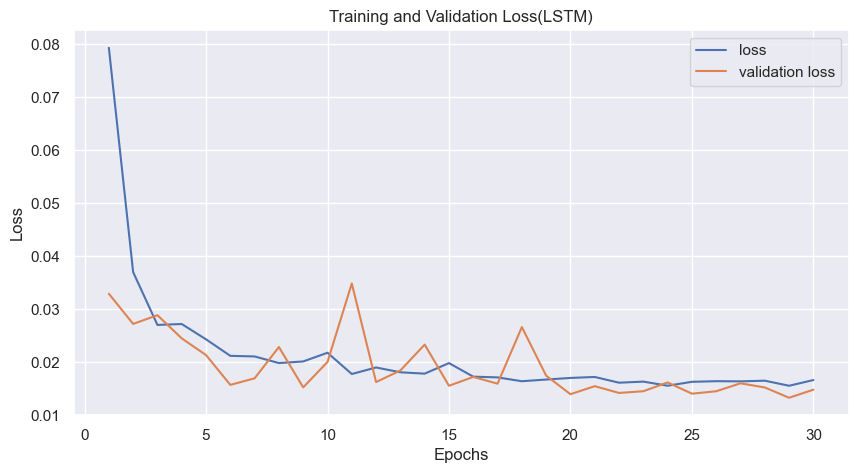 Training and Validation Loss(LSTM)
0.08
0.07
0.06
0.05
0.04
0.03
0.02
0.01
Loss
loss
validation loss
0 5 10 15 20 25 30
Epochs